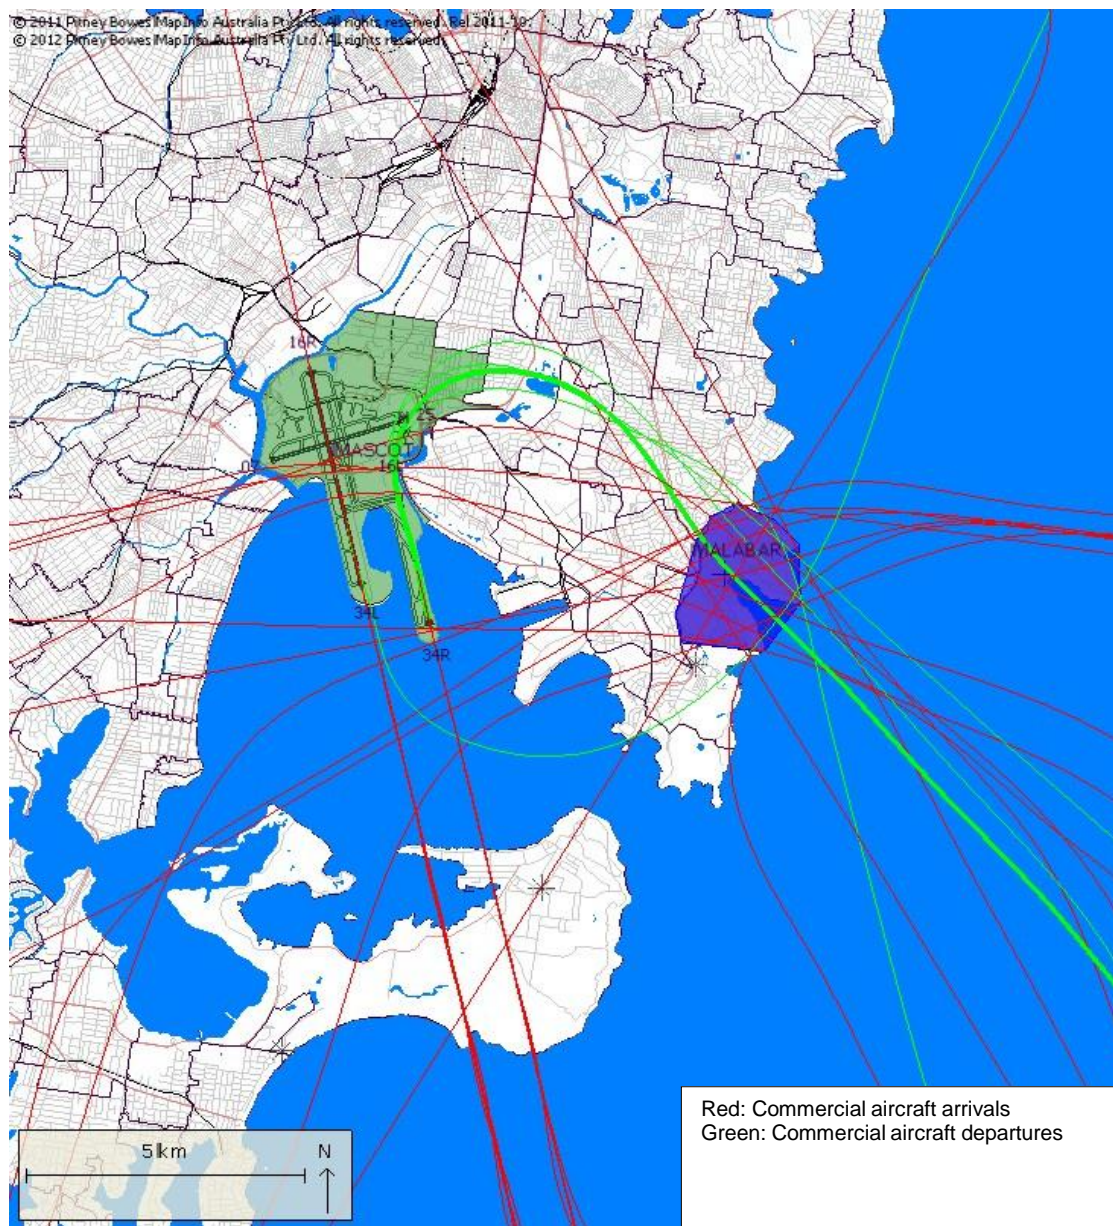 © 2011 Pitney Bowes MapInfo Australia Pty Ltd. All rights reserved. Rel 2011-10.
© 2012 Pitney Bowes MapInfo Australia Pty Ltd. All rights reserved.
16R
25
MASCOT
07
16L
MALABAR
34L
34R
Red: Commercial aircraft arrivals
Green: Commercial aircraft departures
5 km
N